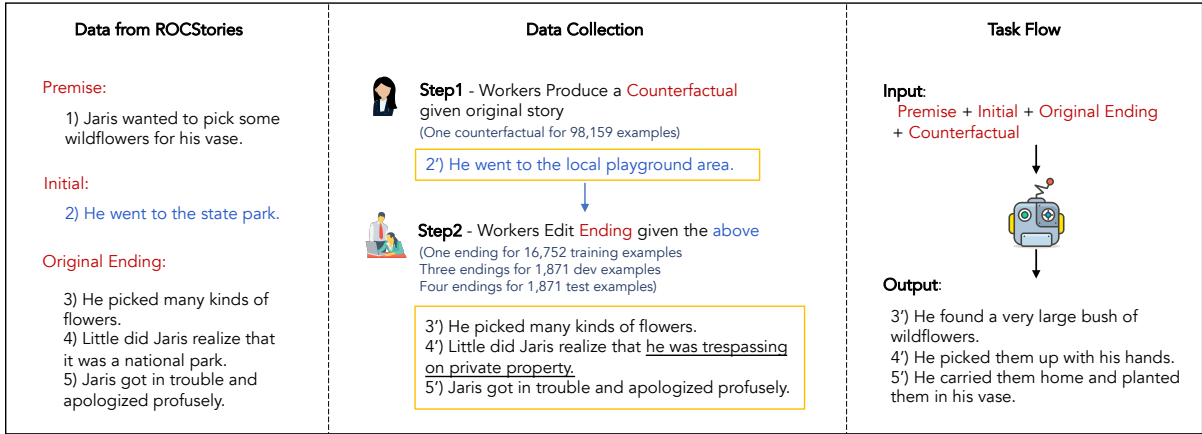 Data from ROCStories
Premise:
1) Jaris wanted to pick some
wildflowers for his vase.
Initial:
2) He went to the state park.
Original Ending:
3) He picked many kinds of
flowers.
4) Little did Jaris realize that
it was a national park.
5) Jaris got in trouble and
apologized profusely.
Data Collection
Step1 - Workers Produce a Counterfactual
given original story
(One counterfactual for 98,159 examples)
2′) He went to the local playground area.
Step2 - Workers Edit Ending given the above
(One ending for 16,752 training examples
Three endings for 1,871 dev examples
Four endings for 1,871 test examples)
3′) He picked many kinds of flowers.
4′) Little did Jaris realize that he was trespassing
on private property.
5′) Jaris got in trouble and apologized profusely.
Task Flow
Input:
Premise + Initial + Original Ending
+ Counterfactual
Output:
3′) He found a very large bush of
wildflowers.
4′) He picked them up with his hands.
5′) He carried them home and planted
them in his vase.